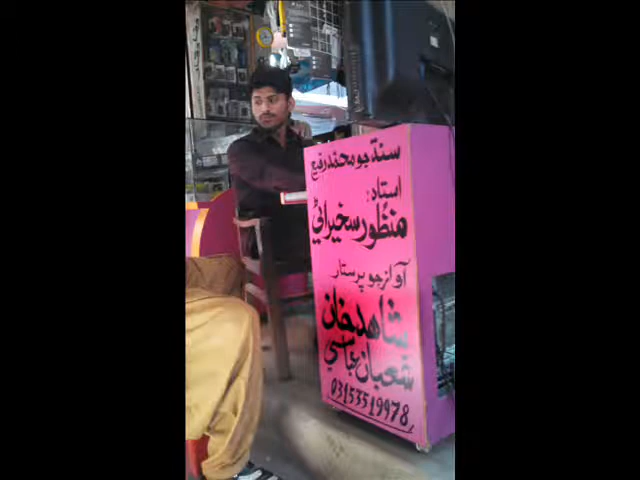 سنڌ جو محمد رفيع
استاد:
منظور سخيراڻي
آواز جو پرستار
شاهد خان
شعبان عباسي
03153519978